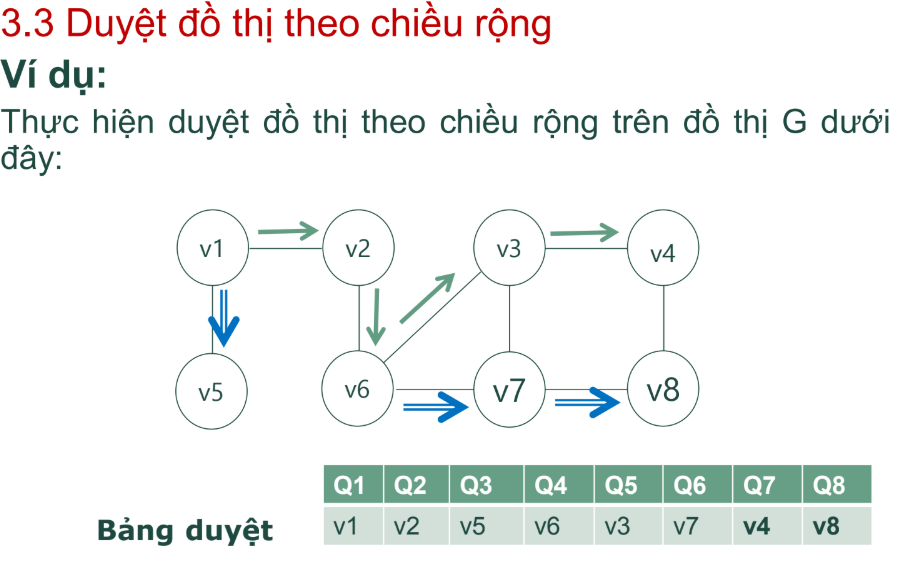 3.3 Duyệt đồ thị theo chiều rộng
Ví dụ:
Thực hiện duyệt đồ thị theo chiều rộng trên đồ thị G dưới
đây:
v1 v2 v3 v4
v5 v6 v7 v8
Q1 Q2 Q3 Q4 Q5 Q6 Q7 Q8
Bảng duyệt v1 v2 v5 v6 v3 v7 v4 v8